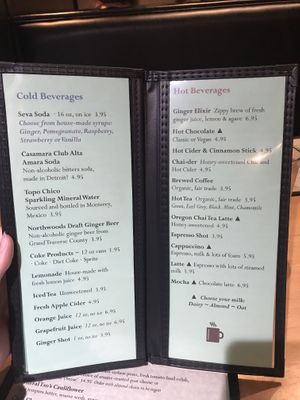 Cold Beverages
Seva Soda ~ 16 oz, on ice 3.95
Choose from house-made syrups:
Ginger, Pomegranate, Raspberry,
Strawberry or Vanilla
Casamara Club Alta
Amara Soda
Non-alcoholic bitters soda,
made in Detroit! 4.95
Topo Chico
Sparkling Mineral Water
Sourced and bottled in Monterey,
Mexico 3.95
Northwoods Draft Ginger Beer
Non-alcoholic ginger beer from
Grand Traverse County 3.95
Coke Products ~ 12 oz cans 2.95
Coke · Diet Coke · Sprite
Lemonade House-made with
fresh lemon juice 4.95
Iced Tea Unsweetened 3.95
Fresh Apple Cider 4.95
Orange Juice 12 oz, no ice 6.95
Grapefruit Juice 12 oz, no ice 6.95
Ginger Shot 1 oz, no ice 3.95
Hot Beverages
Ginger Elixir Zippy brew of fresh
ginger juice, lemon & agave 6.95
Hot Chocolate ▲
Classic or Vegan 4.95
Hot Cider & Cinnamon Stick 4.95
Chai-der Honey-sweetened Chai and
Hot Cider 4.95
Brewed Coffee
Organic, fair trade 3.95
Hot Tea Organic, fair trade 3.95
Green, Earl Grey, Black, Mint, Chamomile
Oregon Chai Tea Latte ▲
Honey-sweetened 4.95
Espresso Shot 3.95
Cappuccino ▲
Espresso, milk & lots of foam 5.95
Latte ▲ Espresso with lots of steamed
milk 5.95
Mocha ▲ Chocolate latte 6.95
▲ Choose your milk:
Dairy ~ Almond ~ Oat
General Tso's Cauliflower